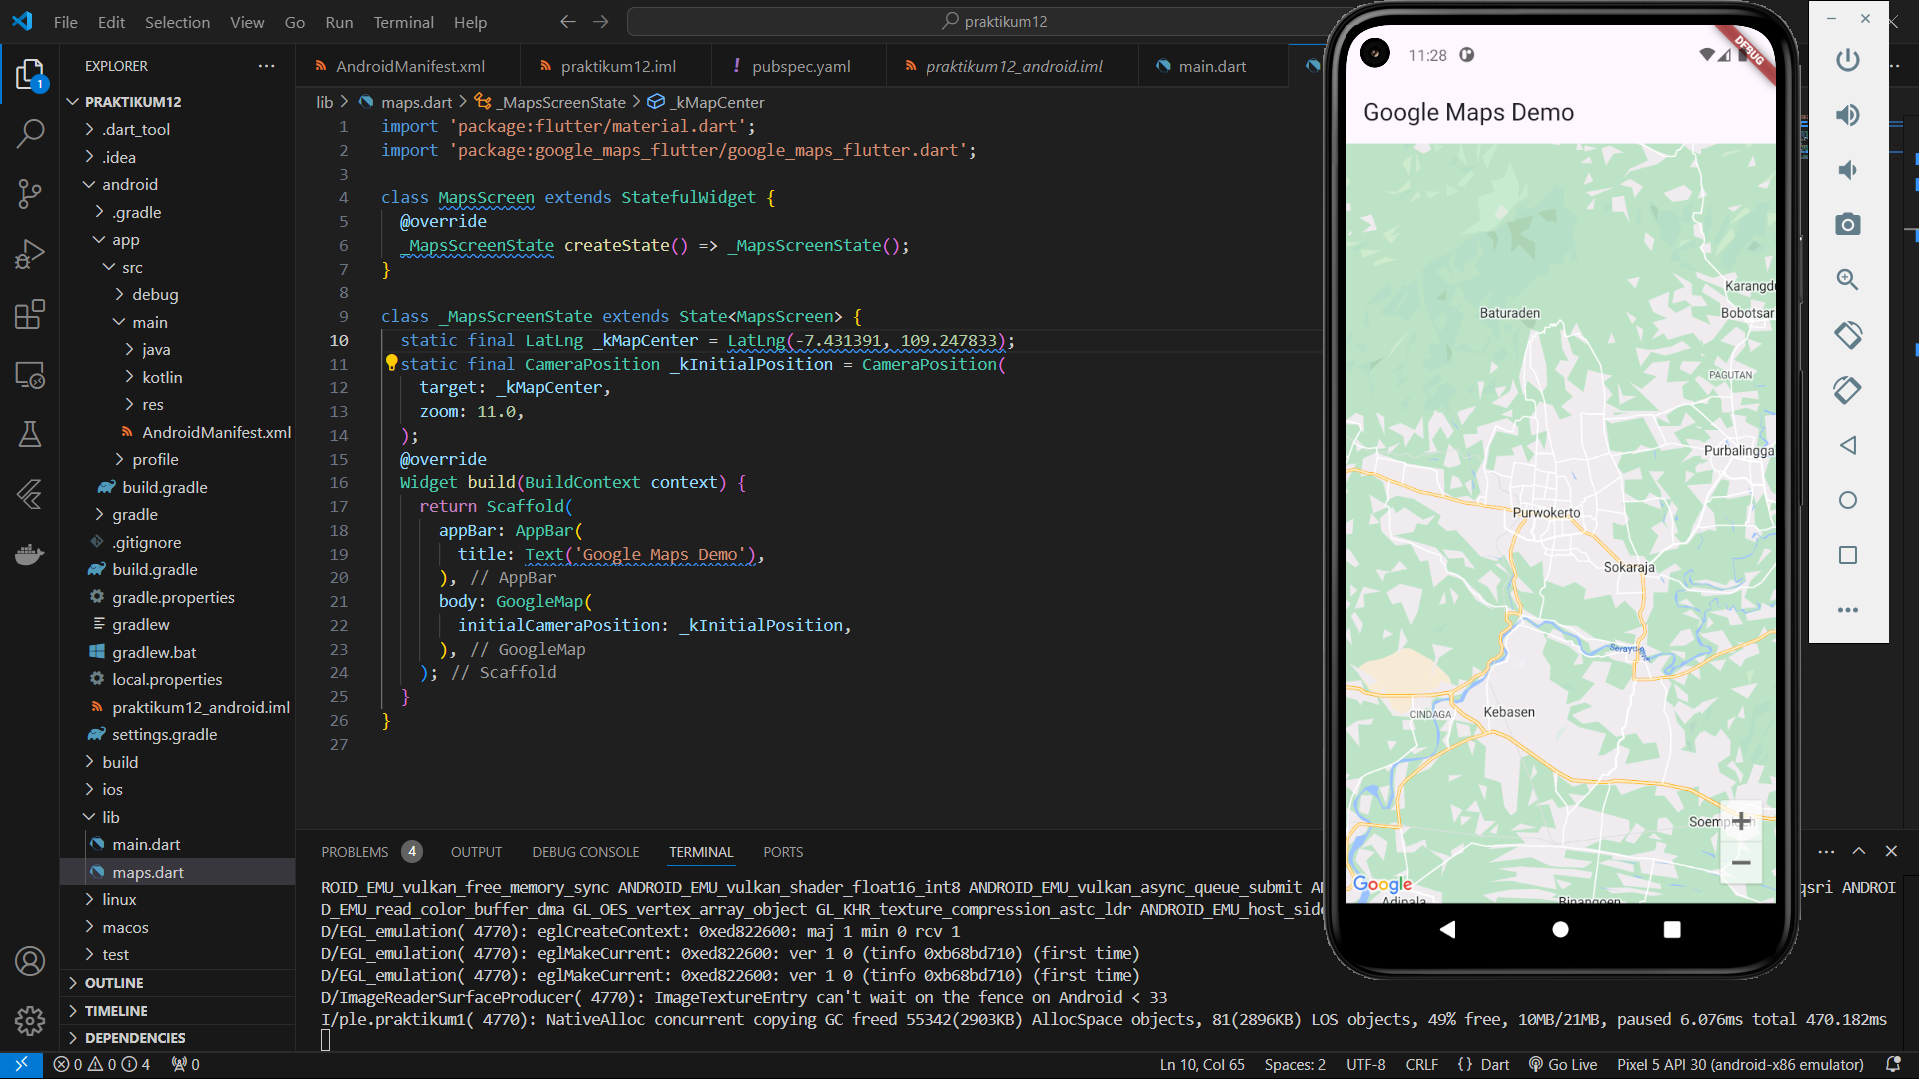 File Edit Selection View Go Run Terminal Help
praktikum12
EXPLORER
1
PRAKTIKUM12
.dart_tool
.idea
android
.gradle
app
src
debug
main
java
kotlin
res
AndroidManifest.xml
profile
build.gradle
gradle
.gitignore
build.gradle
gradle.properties
gradlew
gradlew.bat
local.properties
praktikum12_android.iml
settings.gradle
build
ios
lib
main.dart
maps.dart
linux
macos
test
OUTLINE
TIMELINE
DEPENDENCIES
AndroidManifest.xml praktikum12.iml pubspec.yaml praktikum12_android.iml main.dart
lib > maps.dart > _MapsScreenState > _kMapCenter
1 import 'package:flutter/material.dart';
2 import 'package:google_maps_flutter/google_maps_flutter.dart';
3
4 class MapsScreen extends StatefulWidget {
5 @override
6 _MapsScreenState createState() => _MapsScreenState();
7 }
8
9 class _MapsScreenState extends State<MapsScreen> {
10 static final LatLng _kMapCenter = LatLng(-7.431391, 109.247833);
11 static final CameraPosition _kInitialPosition = CameraPosition(
12 target: _kMapCenter,
13 zoom: 11.0,
14 );
15 @override
16 Widget build(BuildContext context) {
17 return Scaffold(
18 appBar: AppBar(
19 title: Text('Google Maps Demo'),
20 ), // AppBar
21 body: GoogleMap(
22 initialCameraPosition: _kInitialPosition,
23 ), // GoogleMap
24 ); // Scaffold
25 }
26 }
27
PROBLEMS 4 OUTPUT DEBUG CONSOLE TERMINAL PORTS
ROID_EMU_vulkan_free_memory_sync ANDROID_EMU_vulkan_shader_float16_int8 ANDROID_EMU_vulkan_async_queue_submit A qsri ANDROI
D_EMU_read_color_buffer_dma GL_OES_vertex_array_object GL_KHR_texture_compression_astc_ldr ANDROID_EMU_host_side
D/EGL_emulation( 4770): eglCreateContext: 0xed822600: maj 1 min 0 rcv 1
D/EGL_emulation( 4770): eglMakeCurrent: 0xed822600: ver 1 0 (tinfo 0xb68bd710) (first time)
D/EGL_emulation( 4770): eglMakeCurrent: 0xed822600: ver 1 0 (tinfo 0xb68bd710) (first time)
D/ImageReaderSurfaceProducer( 4770): ImageTextureEntry can't wait on the fence on Android < 33
I/ple.praktikum1( 4770): NativeAlloc concurrent copying GC freed 55342(2903KB) AllocSpace objects, 81(2896KB) LOS objects, 49% free, 10MB/21MB, paused 6.076ms total 470.182ms
0 0 4 0
Ln 10, Col 65 Spaces: 2 UTF-8 CRLF {} Dart Go Live Pixel 5 API 30 (android-x86 emulator)
11:28
DEBUG
Google Maps Demo
Karangdu
Baturaden
Bobotsar
PAGUTAN
Purbalingga
Purwokerto
Sokaraja
Serayu River
CINDAGA
Kebasen
+
−
Google
Adipala
Binangoen